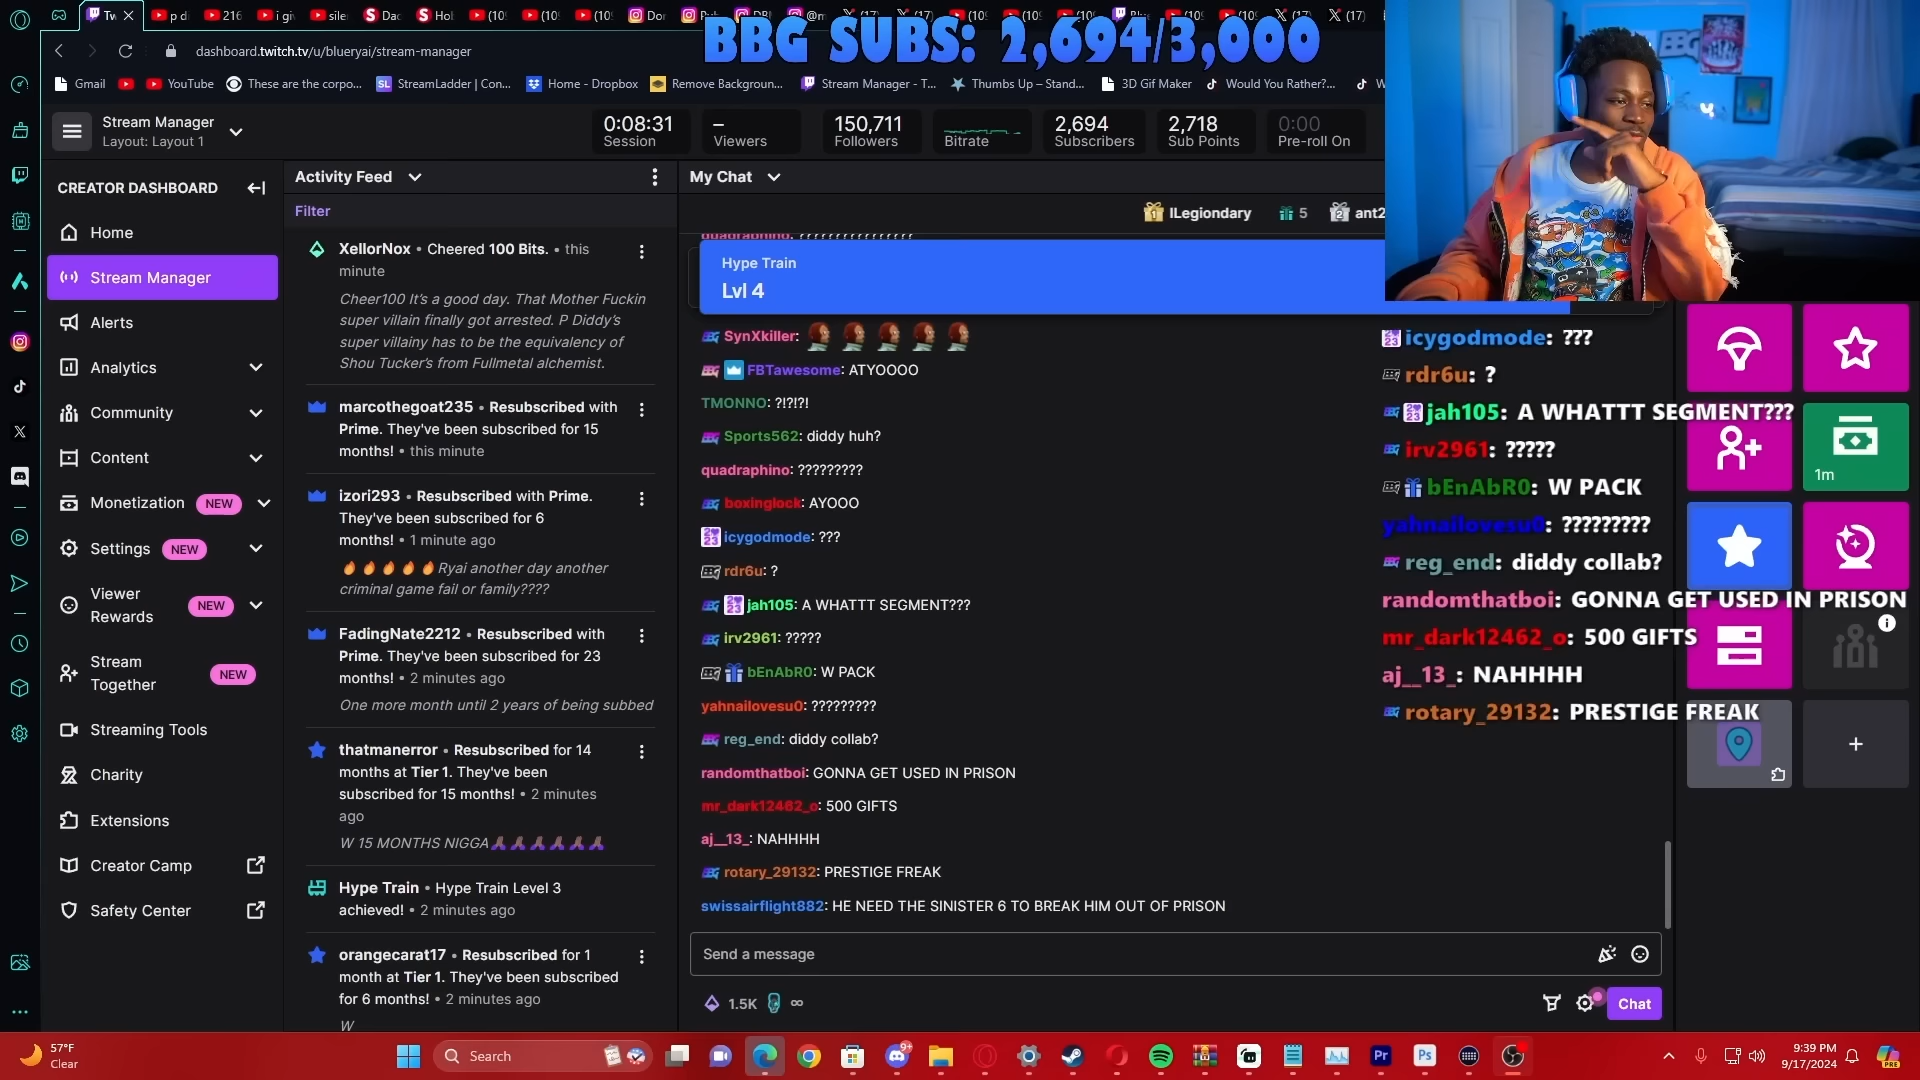 Tw
p d
216
i giv
siler
Dac
Hol
(109
(109
(109
(17)
(17)
BBG SUBS: 2,694/3,000
dashboard.twitch.tv/u/blueryai/stream-manager
Gmail
YouTube
These are the corpo...
StreamLadder | Con...
Home - Dropbox
Remove Backgroun...
Stream Manager - T...
Thumbs Up – Stand...
3D Gif Maker
Would You Rather?...
Stream Manager
Layout: Layout 1
0:08:31
Session
–
Viewers
150,711
Followers
Bitrate
2,694
Subscribers
2,718
Sub Points
0:00
Pre-roll On
CREATOR DASHBOARD
Home
Stream Manager
Alerts
Analytics
Community
Content
Monetization NEW
Settings NEW
Viewer
Rewards NEW
Stream
Together NEW
Streaming Tools
Charity
Extensions
Creator Camp
Safety Center
Activity Feed
Filter
XellorNox • Cheered 100 Bits. • this
minute
Cheer100 It's a good day. That Mother Fuckin
super villain finally got arrested. P Diddy's
super villainy has to be the equivalency of
Shou Tucker's from Fullmetal alchemist.
marcothegoat235 • Resubscribed with
Prime. They've been subscribed for 15
months! • this minute
izori293 • Resubscribed with Prime.
They've been subscribed for 6
months! • 1 minute ago
🔥🔥🔥🔥🔥Ryai another day another
criminal game fail or family????
FadingNate2212 • Resubscribed with
Prime. They've been subscribed for 23
months! • 2 minutes ago
One more month until 2 years of being subbed
thatmanerror • Resubscribed for 14
months at Tier 1. They've been
subscribed for 15 months! • 2 minutes
ago
W 15 MONTHS NIGGA
Hype Train • Hype Train Level 3
achieved! • 2 minutes ago
orangecarat17 • Resubscribed for 1
month at Tier 1. They've been subscribed
for 6 months! • 2 minutes ago
W
My Chat
ILegiondary 5 ant2
quadraphino: ????????????????
Hype Train
Lvl 4
SynXkiller:
FBTawesome: ATYOOOO
TMONNO: ?!?!?!
Sports562: diddy huh?
quadraphino: ?????????
boxinglock: AYOOO
icygodmode: ???
rdr6u: ?
jah105: A WHATTT SEGMENT???
irv2961: ?????
bEnAbR0: W PACK
yahnailovesu0: ?????????
reg_end: diddy collab?
randomthatboi: GONNA GET USED IN PRISON
mr_dark12462_o: 500 GIFTS
aj__13_: NAHHHH
rotary_29132: PRESTIGE FREAK
swissairflight882: HE NEED THE SINISTER 6 TO BREAK HIM OUT OF PRISON
Send a message
1.5K ∞
Chat
icygodmode: ???
rdr6u: ?
jah105: A WHATTT SEGMENT???
irv2961: ?????
bEnAbR0: W PACK
yahnailovesu0: ?????????
reg_end: diddy collab?
randomthatboi: GONNA GET USED IN PRISON
mr_dark12462_o: 500 GIFTS
aj__13_: NAHHHH
rotary_29132: PRESTIGE FREAK
1m
57°F
Clear
Search
9+
9:39 PM
9/17/2024